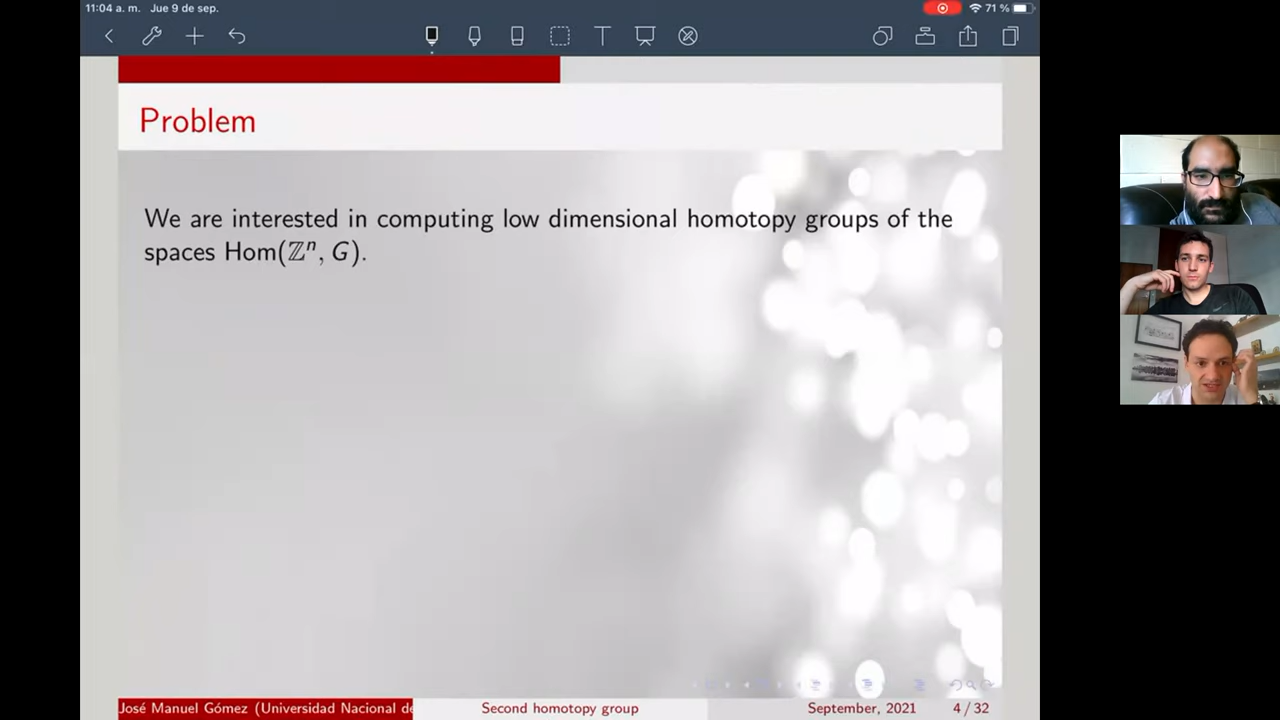 11:04 a. m. Jue 9 de sep.
71 %
Problem
We are interested in computing low dimensional homotopy groups of the
spaces Hom(ℤⁿ, G).
José Manuel Gómez (Universidad Nacional de
Second homotopy group
September, 2021
4 / 32